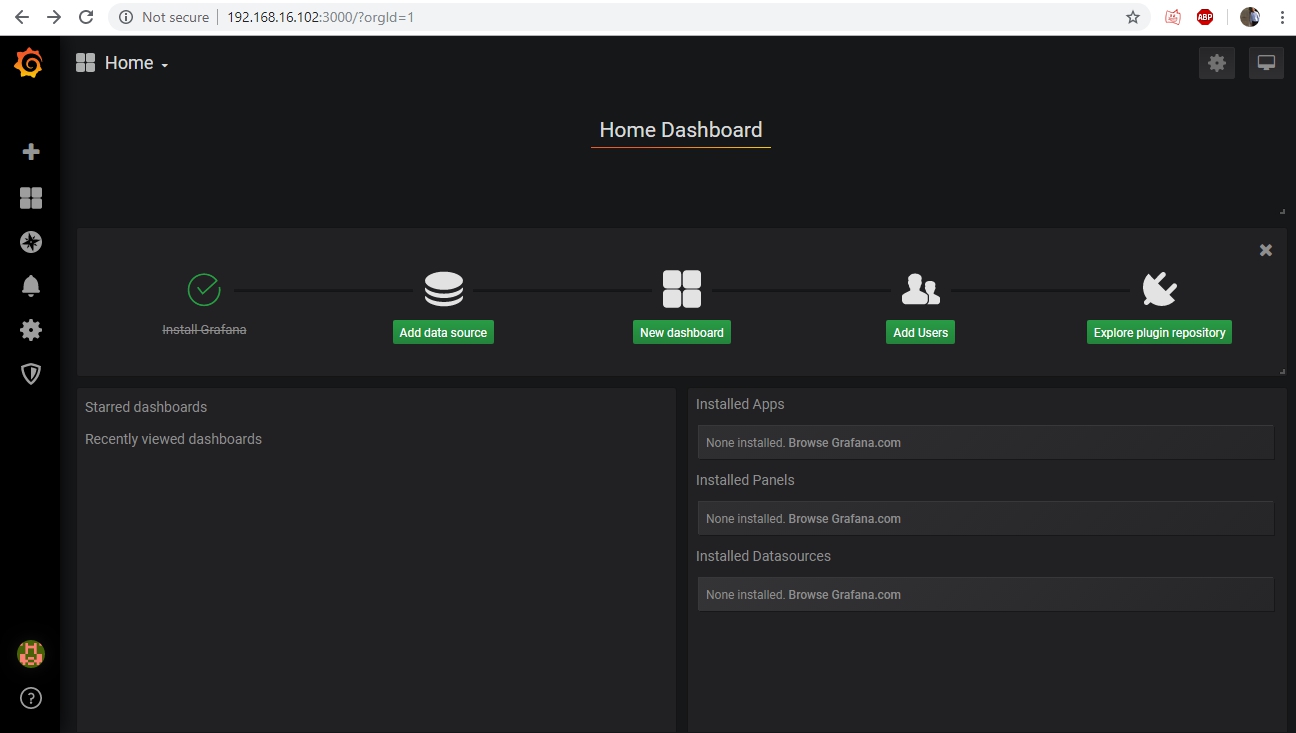 Not secure
192.168.16.102:3000/?orgId=1
ABP
Home
Home Dashboard
Install Grafana
Add data source
New dashboard
Add Users
Explore plugin repository
Starred dashboards
Recently viewed dashboards
Installed Apps
None installed. Browse Grafana.com
Installed Panels
None installed. Browse Grafana.com
Installed Datasources
None installed. Browse Grafana.com
?